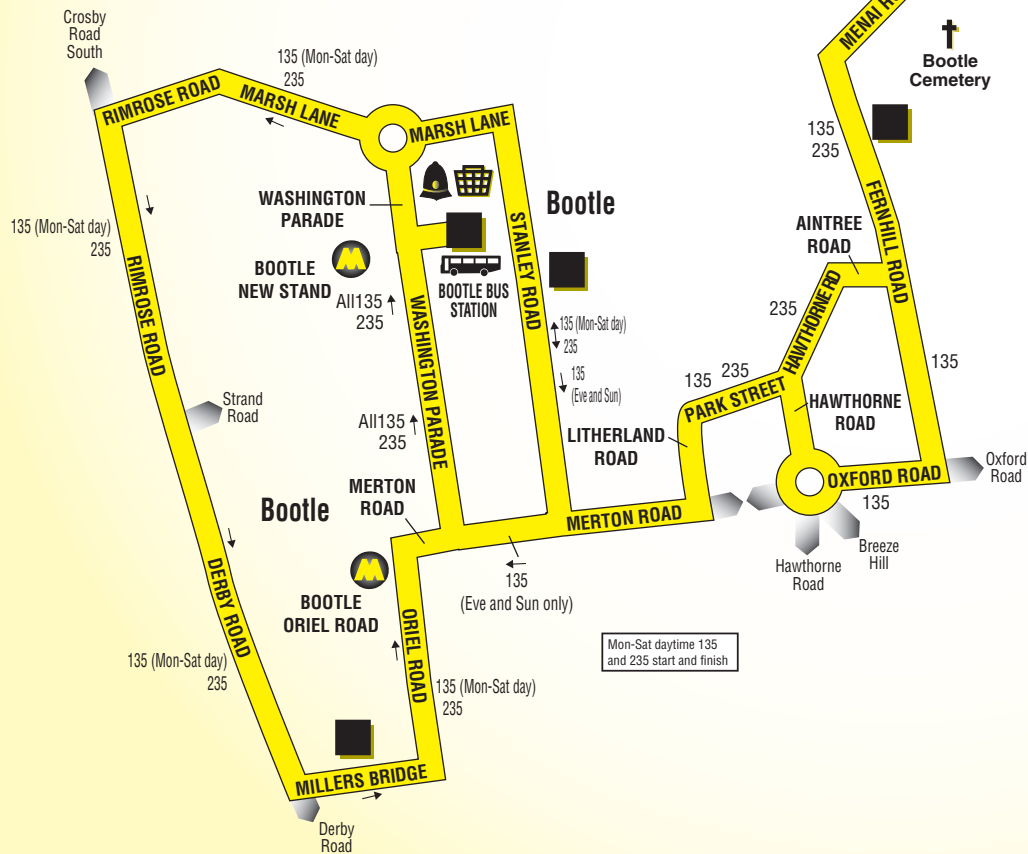 Crosby
Road
South
135 (Mon-Sat day)
235
RIMROSE ROAD
MARSH LANE
MARSH LANE
MENAI
Bootle
Cemetery
135
235
WASHINGTON
PARADE
Bootle
135 (Mon-Sat day)
235
RIMROSE ROAD
BOOTLE
NEW STAND
BOOTLE BUS
STATION
STANLEY ROAD
FERNHILL ROAD
AINTREE
ROAD
All135
235
WASHINGTON PARADE
135 (Mon-Sat day)
235
135
(Eve and Sun)
235
HAWTHORNE RD
135
135
235
PARK STREET
HAWTHORNE
ROAD
Strand
Road
All135
235
LITHERLAND
ROAD
MERTON
ROAD
Bootle
MERTON ROAD
OXFORD ROAD
135
Oxford
Road
Breeze
Hill
Hawthorne
Road
135
(Eve and Sun only)
DERBY ROAD
BOOTLE
ORIEL ROAD
ORIEL ROAD
Mon-Sat daytime 135
and 235 start and finish
135 (Mon-Sat day)
235
135 (Mon-Sat day)
235
MILLERS BRIDGE
Derby
Road